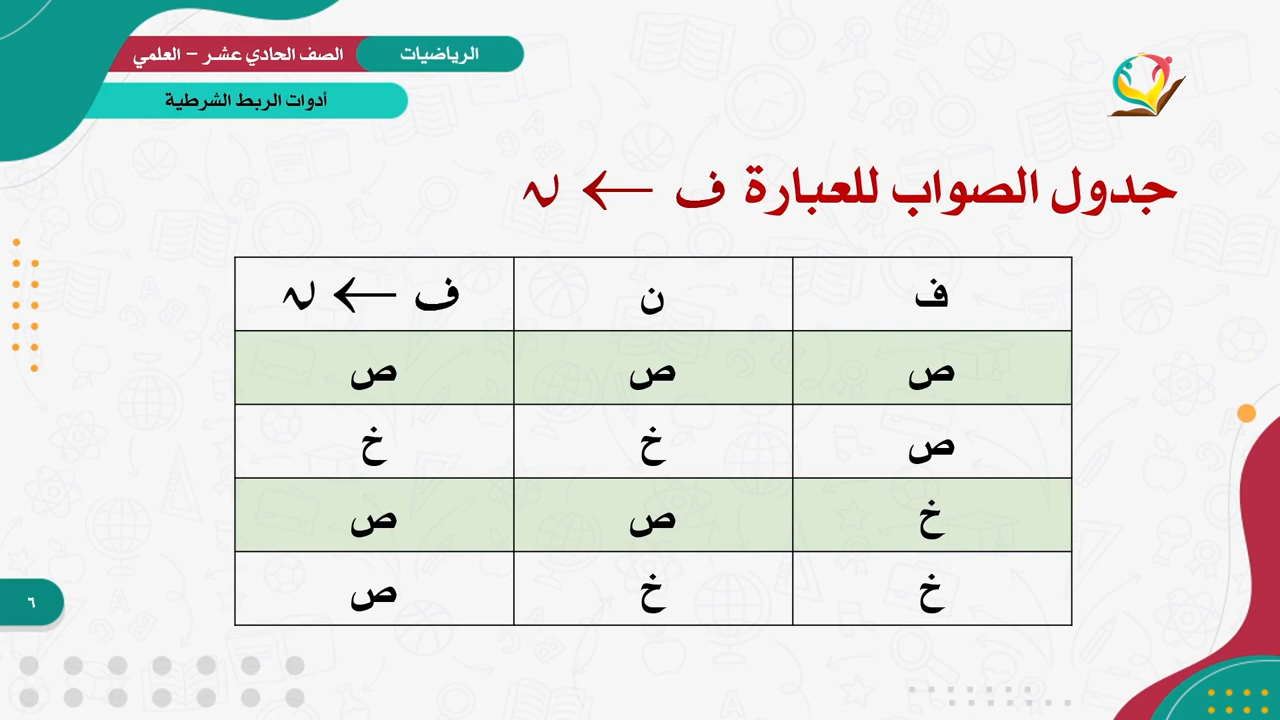 الرياضيات
الصف الحادي عشر – العلمي
أدوات الربط الشرطية
جدول الصواب للعبارة ف ← ن
ف ن ف ← ن
ص ص ص
ص خ خ
خ ص ص
خ خ ص
٦